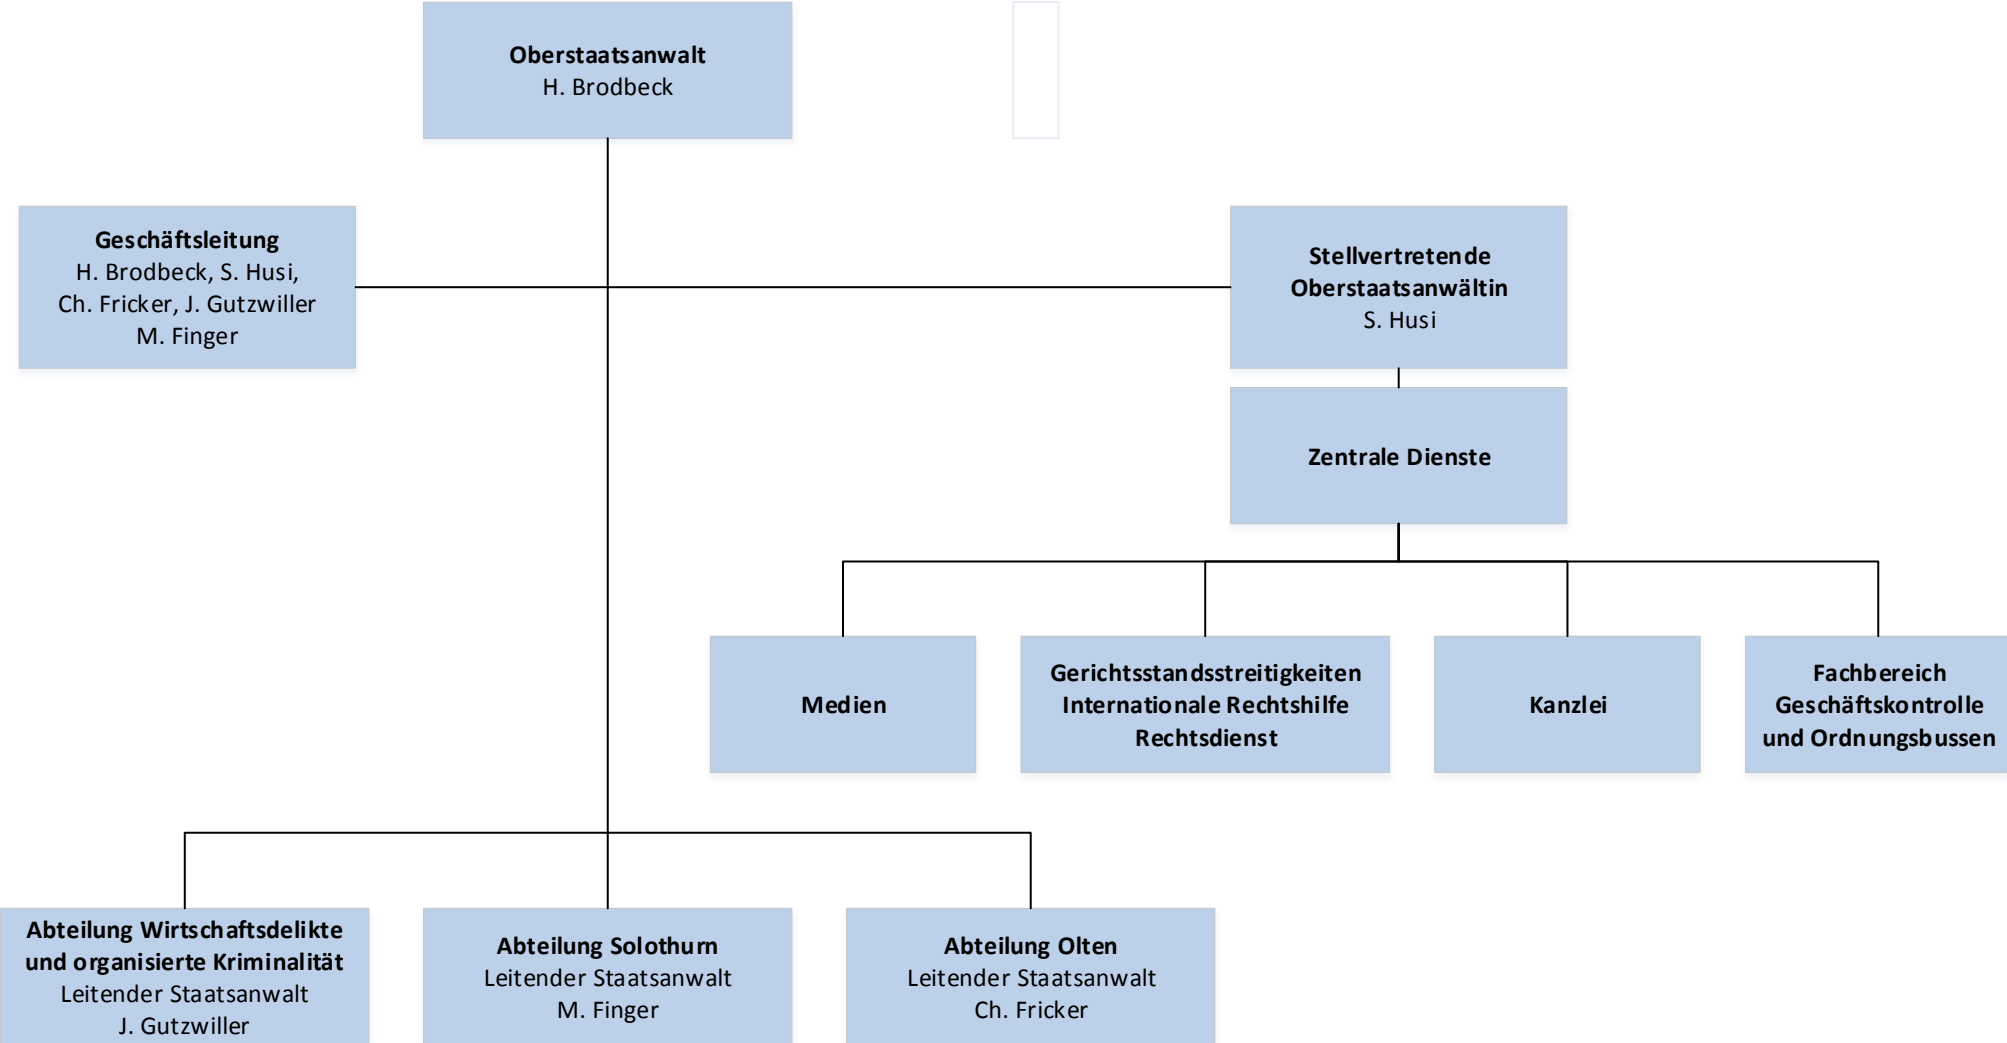 Oberstaatsanwalt
H. Brodbeck
Geschäftsleitung
H. Brodbeck, S. Husi,
Ch. Fricker, J. Gutzwiller
M. Finger
Stellvertretende
Oberstaatsanwältin
S. Husi
Zentrale Dienste
Medien
Gerichtsstandsstreitigkeiten
Internationale Rechtshilfe
Rechtsdienst
Kanzlei
Fachbereich
Geschäftskontrolle
und Ordnungsbussen
Abteilung Wirtschaftsdelikte
und organisierte Kriminalität
Leitender Staatsanwalt
J. Gutzwiller
Abteilung Solothurn
Leitender Staatsanwalt
M. Finger
Abteilung Olten
Leitender Staatsanwalt
Ch. Fricker